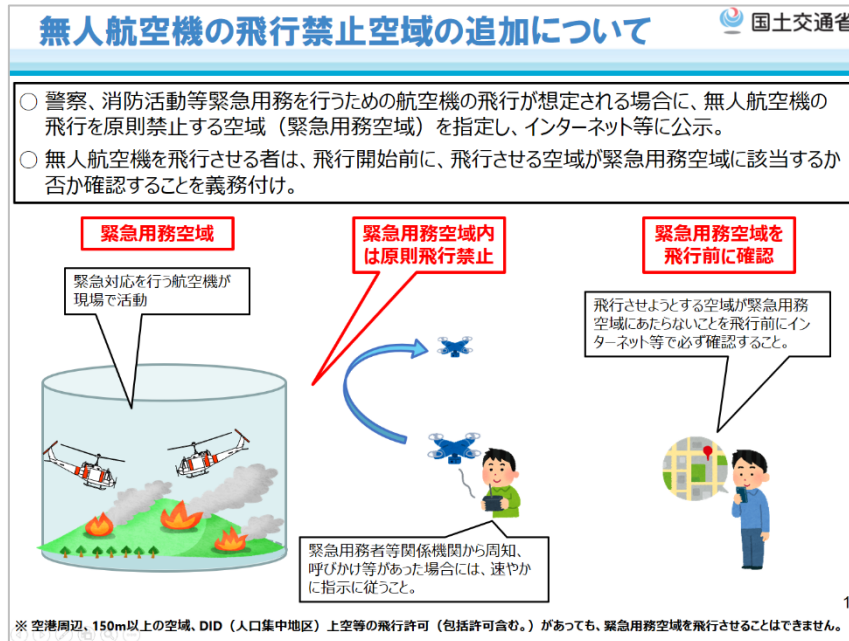 無人航空機の飛行禁止空域の追加について
国土交通省
○ 警察、消防活動等緊急用務を行うための航空機の飛行が想定される場合に、無人航空機の
飛行を原則禁止する空域（緊急用務空域）を指定し、インターネット等に公示。
○ 無人航空機を飛行させる者は、飛行開始前に、飛行させる空域が緊急用務空域に該当するか
否か確認することを義務付け。
緊急用務空域
緊急対応を行う航空機が
現場で活動
緊急用務空域内
は原則飛行禁止
緊急用務者等関係機関から周知、
呼びかけ等があった場合には、速やか
に指示に従うこと。
緊急用務空域を
飛行前に確認
飛行させようとする空域が緊急用務
空域にあたらないことを飛行前にイン
ターネット等で必ず確認すること。
1
※ 空港周辺、150m以上の空域、DID（人口集中地区）上空等の飛行許可（包括許可含む。）があっても、緊急用務空域を飛行させることはできません。